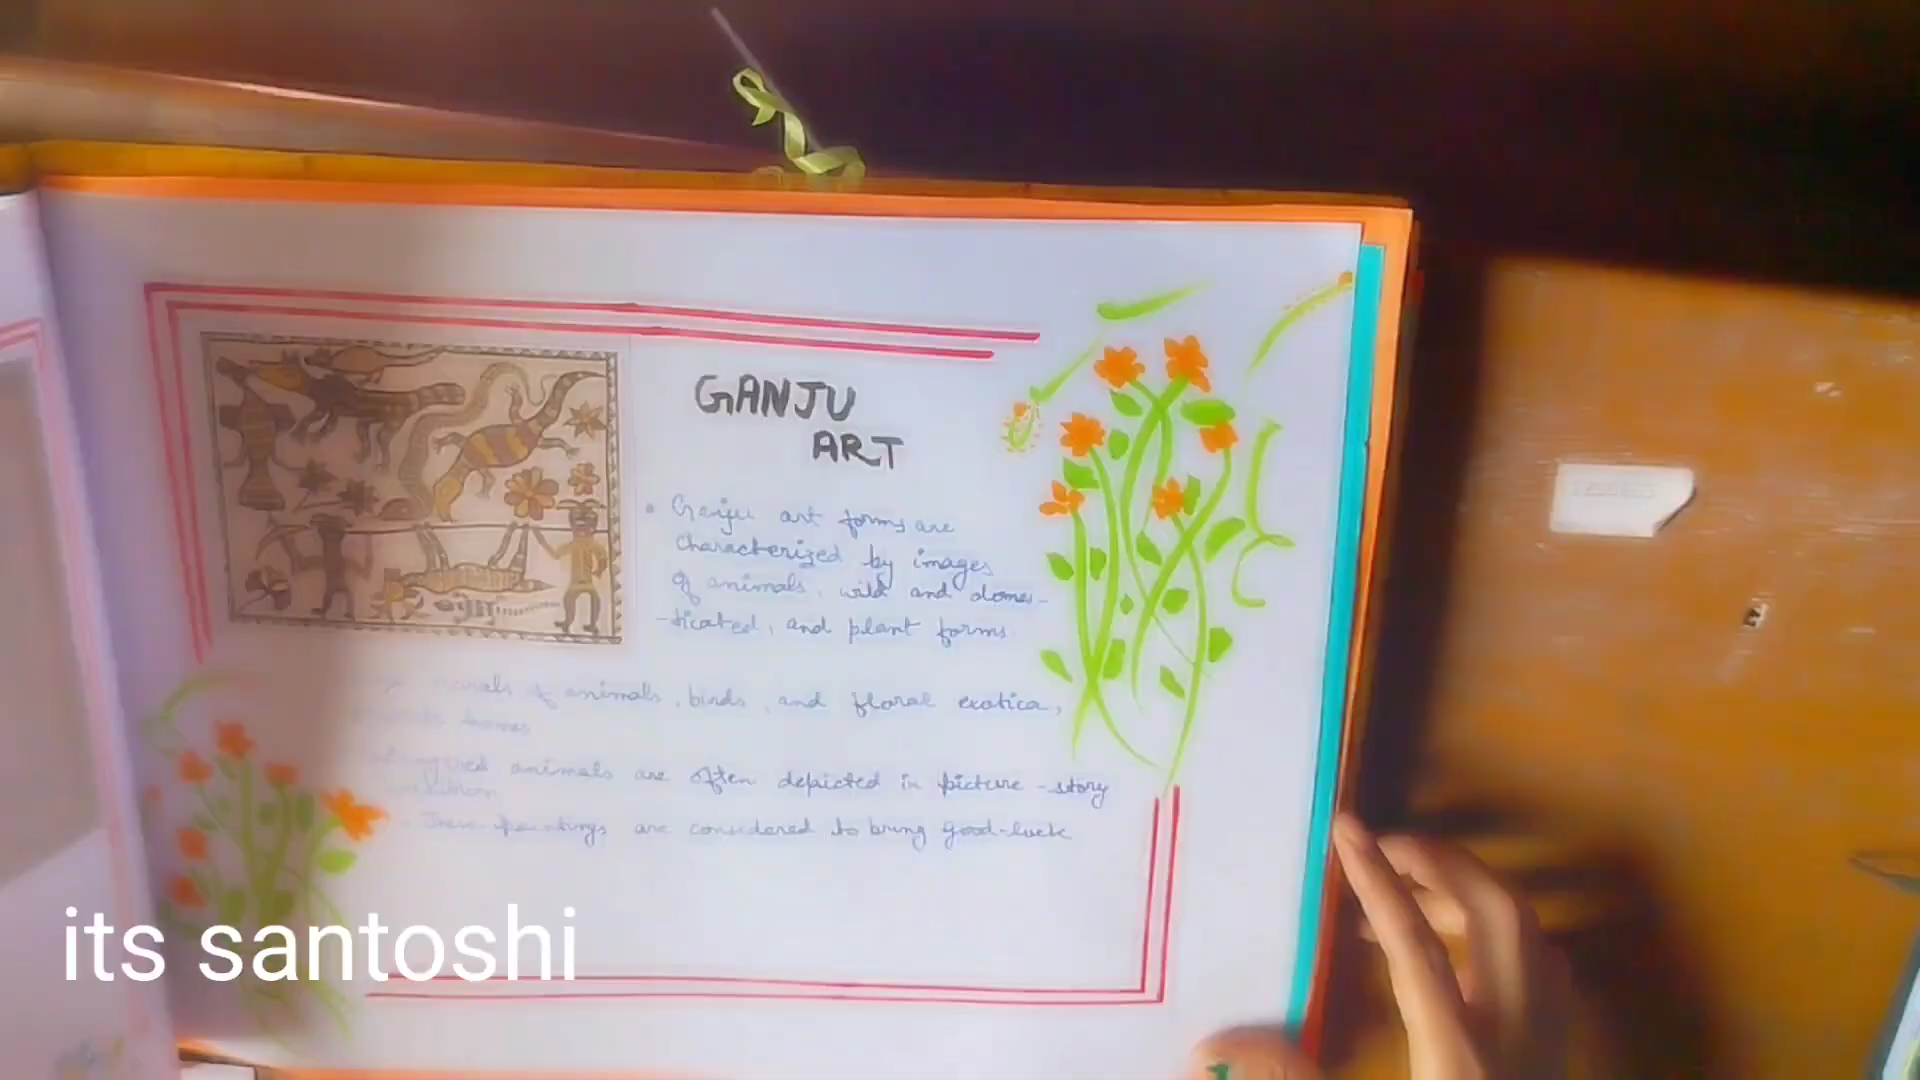 GANJU
ART
Ganju art forms are
characterized by images
of animals, wild and domes-
-ticated, and plant forms.
murals of animals, birds, and floral exotica,
homes
animals are often depicted in picture-story
These paintings are considered to bring good-luck
its santoshi